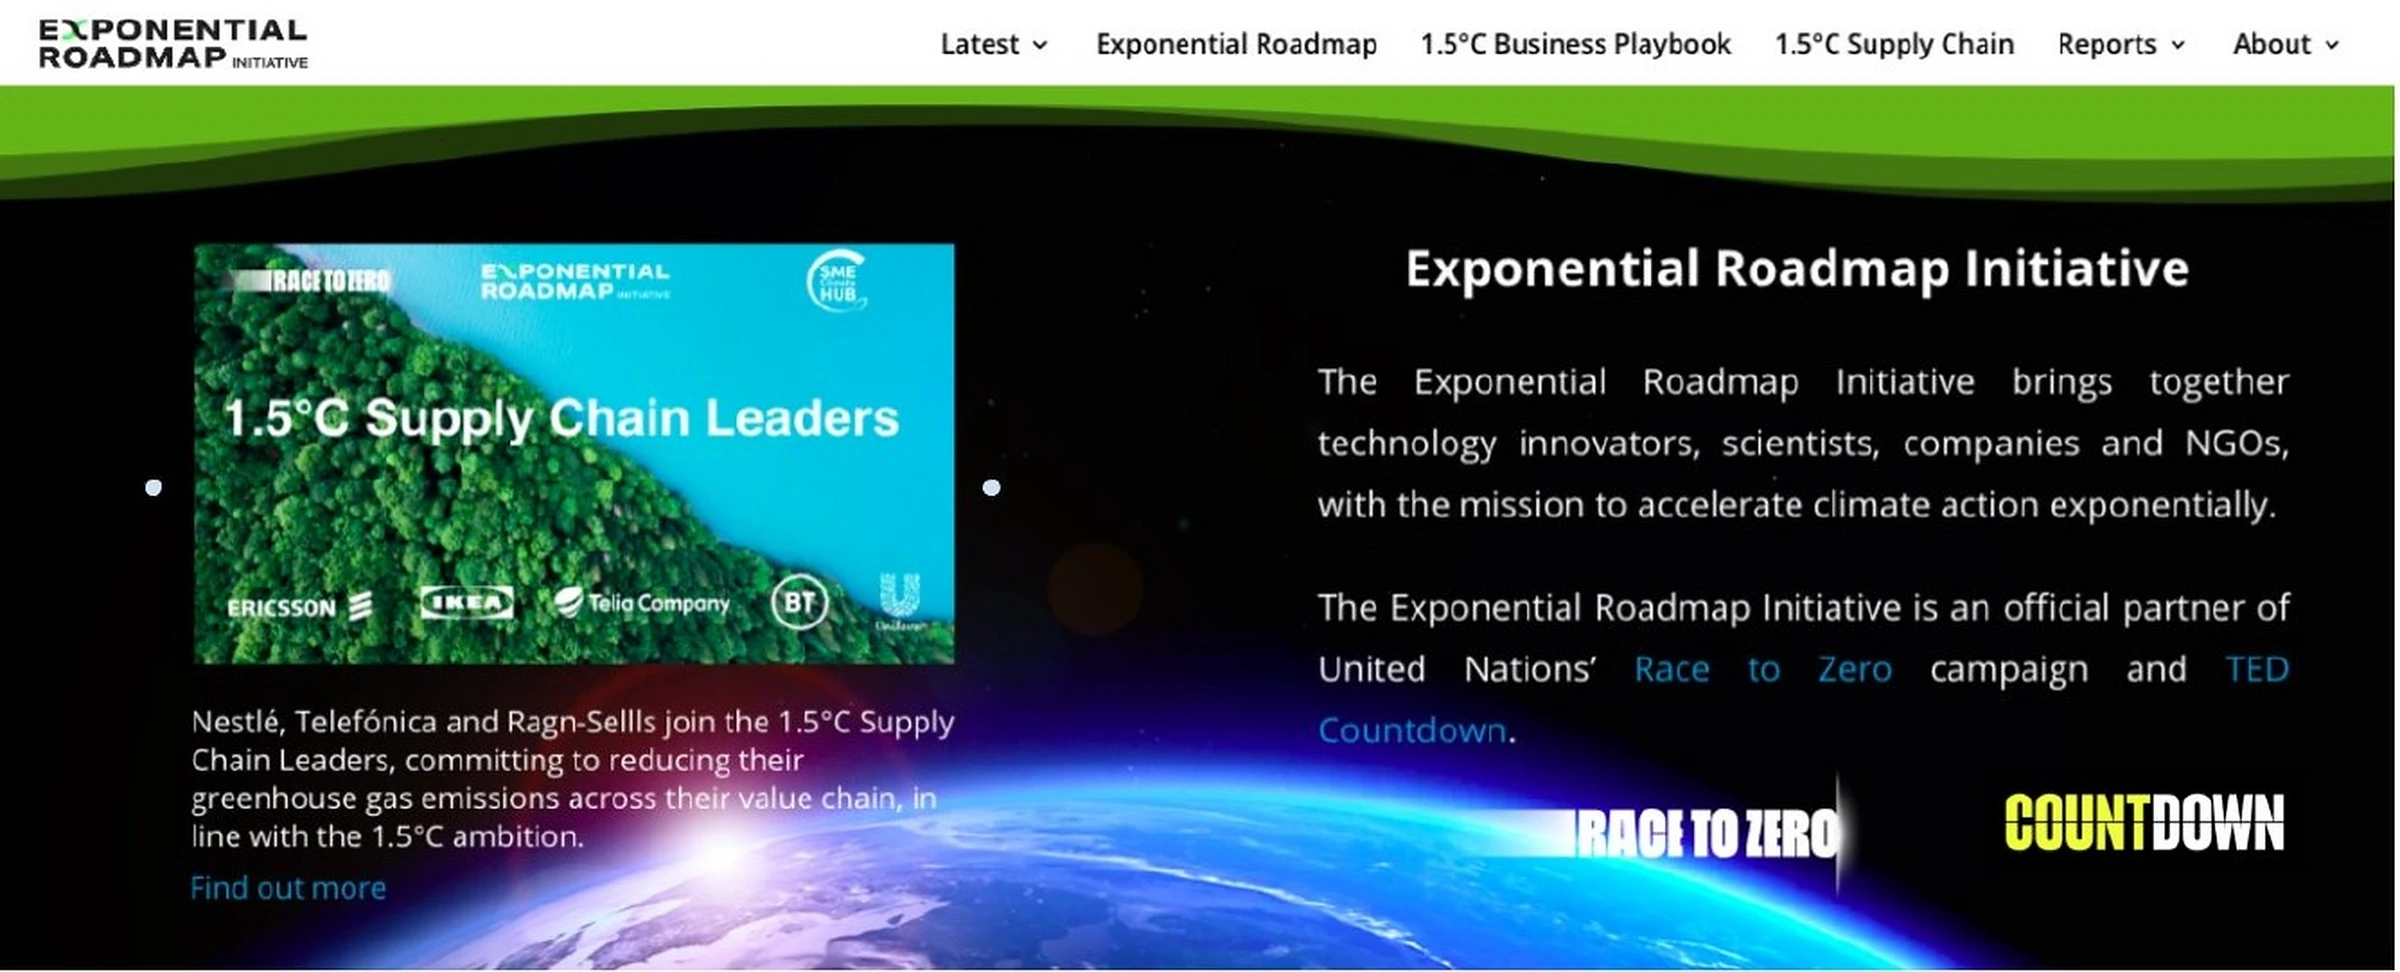 EXPONENTIAL
ROADMAP INITIATIVE
Latest Exponential Roadmap 1.5°C Business Playbook 1.5°C Supply Chain Reports About
RACE TO ZERO
EXPONENTIAL
ROADMAP INITIATIVE
SME
Climate
HUB
1.5°C Supply Chain Leaders
ERICSSON IKEA Telia Company BT Unilever
Nestlé, Telefónica and Ragn-Sellls join the 1.5°C Supply
Chain Leaders, committing to reducing their
greenhouse gas emissions across their value chain, in
line with the 1.5°C ambition.
Find out more
Exponential Roadmap Initiative
The Exponential Roadmap Initiative brings together
technology innovators, scientists, companies and NGOs,
with the mission to accelerate climate action exponentially.
The Exponential Roadmap Initiative is an official partner of
United Nations’ Race to Zero campaign and TED
Countdown.
RACE TO ZERO
COUNTDOWN